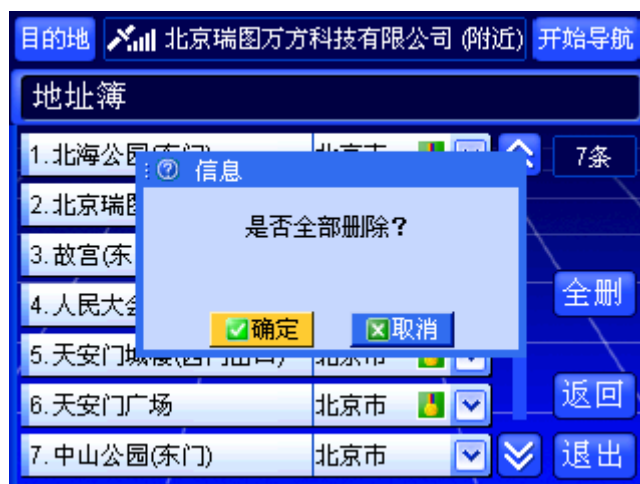 目的地 北京瑞图万方科技有限公司 (附近) 开始导航
地址簿
1.北海公园(东门) 北京市 7条
信息
2.北京瑞图
是否全部删除?
3.故宫(东
4.人民大会 全删
确定 取消
5.天安门城楼(西门出口) 北京市
6.天安门广场 北京市 返回
7.中山公园(东门) 北京市 退出